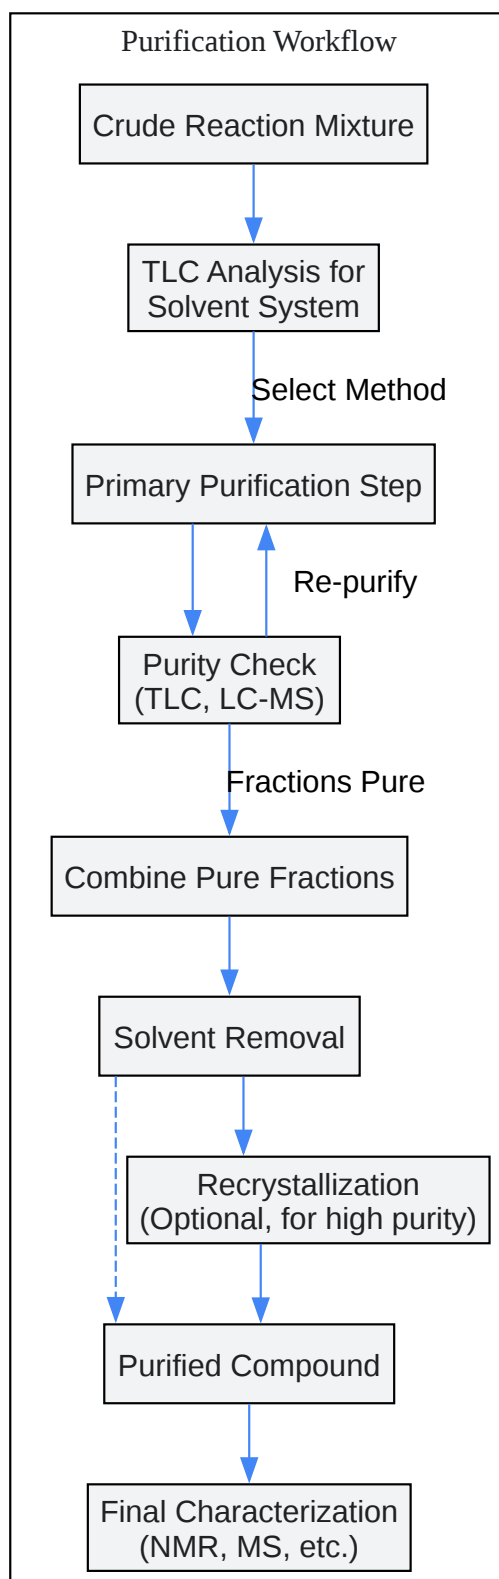 Purification Workflow
Crude Reaction Mixture
TLC Analysis for
Solvent System
Select Method
Primary Purification Step
Re-purify
Purity Check
(TLC, LC-MS)
Fractions Pure
Combine Pure Fractions
Solvent Removal
Recrystallization
(Optional, for high purity)
Purified Compound
Final Characterization
(NMR, MS, etc.)